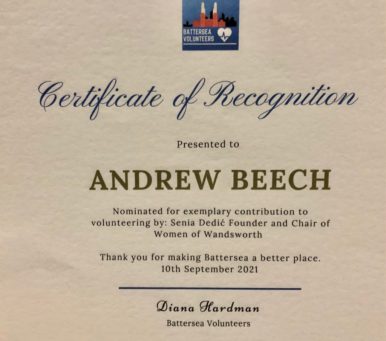 BATTERSEA
VOLUNTEERS
Certificate of Recognition
Presented to
ANDREW BEECH
Nominated for exemplary contribution to
volunteering by: Senia Dedić Founder and Chair of
Women of Wandsworth
Thank you for making Battersea a better place.
10th September 2021
Diana Hardman
Battersea Volunteers